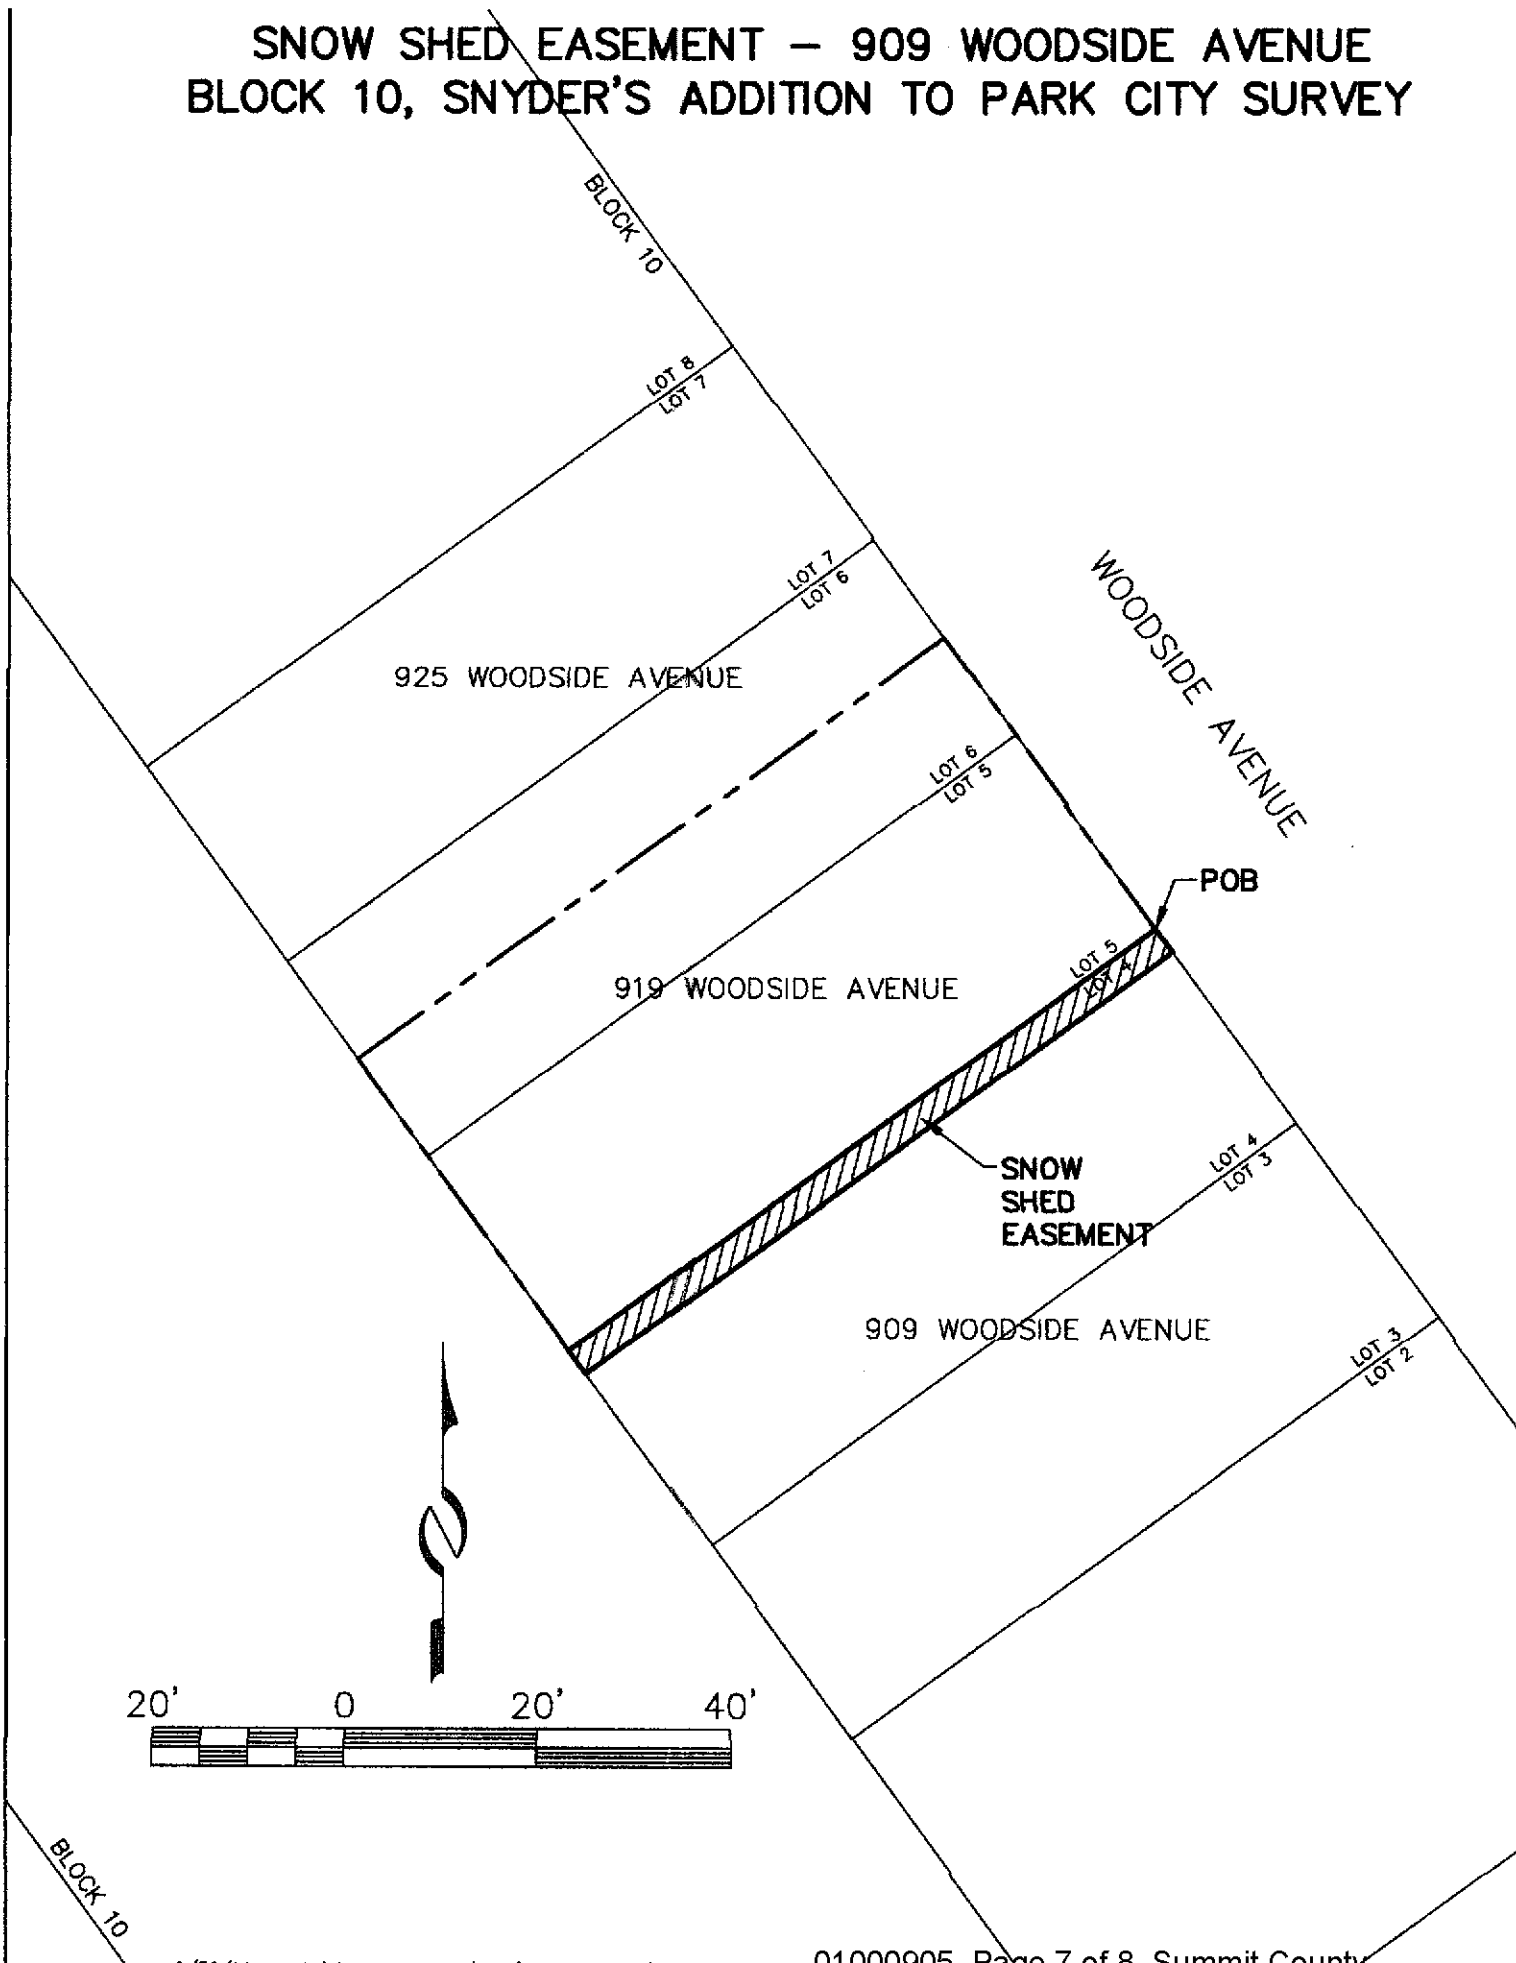 SNOW SHED EASEMENT – 909 WOODSIDE AVENUE
BLOCK 10, SNYDER'S ADDITION TO PARK CITY SURVEY
BLOCK 10
LOT 8
LOT 7
LOT 7
LOT 6
WOODSIDE AVENUE
925 WOODSIDE AVENUE
LOT 6
LOT 5
POB
LOT 5
LOT 4
919 WOODSIDE AVENUE
SNOW
SHED
EASEMENT
LOT 4
LOT 3
909 WOODSIDE AVENUE
LOT 3
LOT 2
20' 0 20' 40'
BLOCK 10
01000905 Page 7 of 8 Summit County